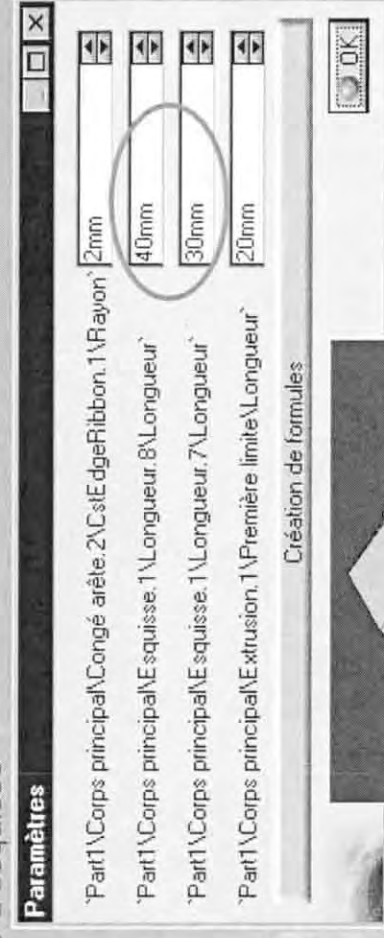 Paramètres
`Part1\Corps principal\Congé arête.2\CstEdgeRibbon.1\Rayon` 2mm
`Part1\Corps principal\Esquisse.1\Longueur.8\Longueur` 40mm
`Part1\Corps principal\Esquisse.1\Longueur.7\Longueur` 30mm
`Part1\Corps principal\Extrusion.1\Première limite\Longueur` 20mm
Création de formules
OK